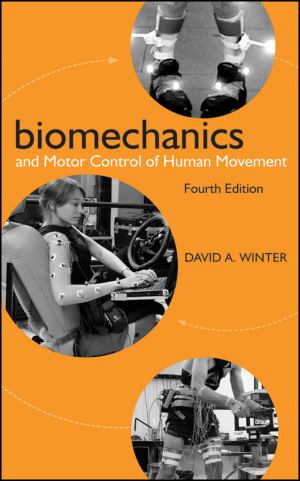 biomechanics
and Motor Control of Human Movement
Fourth Edition
DAVID A. WINTER